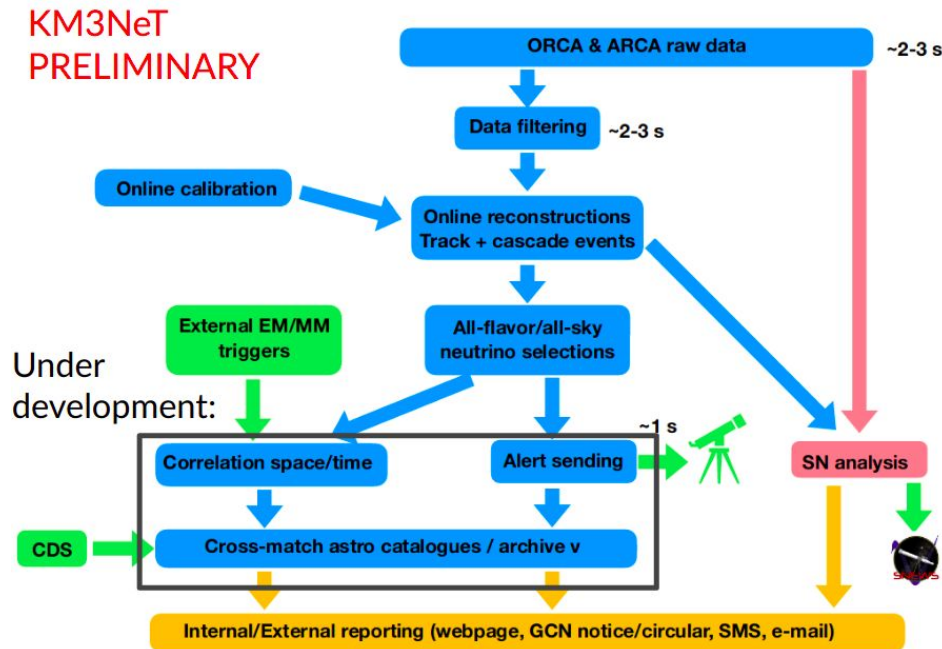 KM3NeT
PRELIMINARY
ORCA & ARCA raw data
~2-3 s
Data filtering
~2-3 s
Online calibration
Online reconstructions
Track + cascade events
External EM/MM
triggers
All-flavor/all-sky
neutrino selections
Under
development:
~1 s
Correlation space/time
Alert sending
SN analysis
CDS
Cross-match astro catalogues / archive ν
Internal/External reporting (webpage, GCN notice/circular, SMS, e-mail)